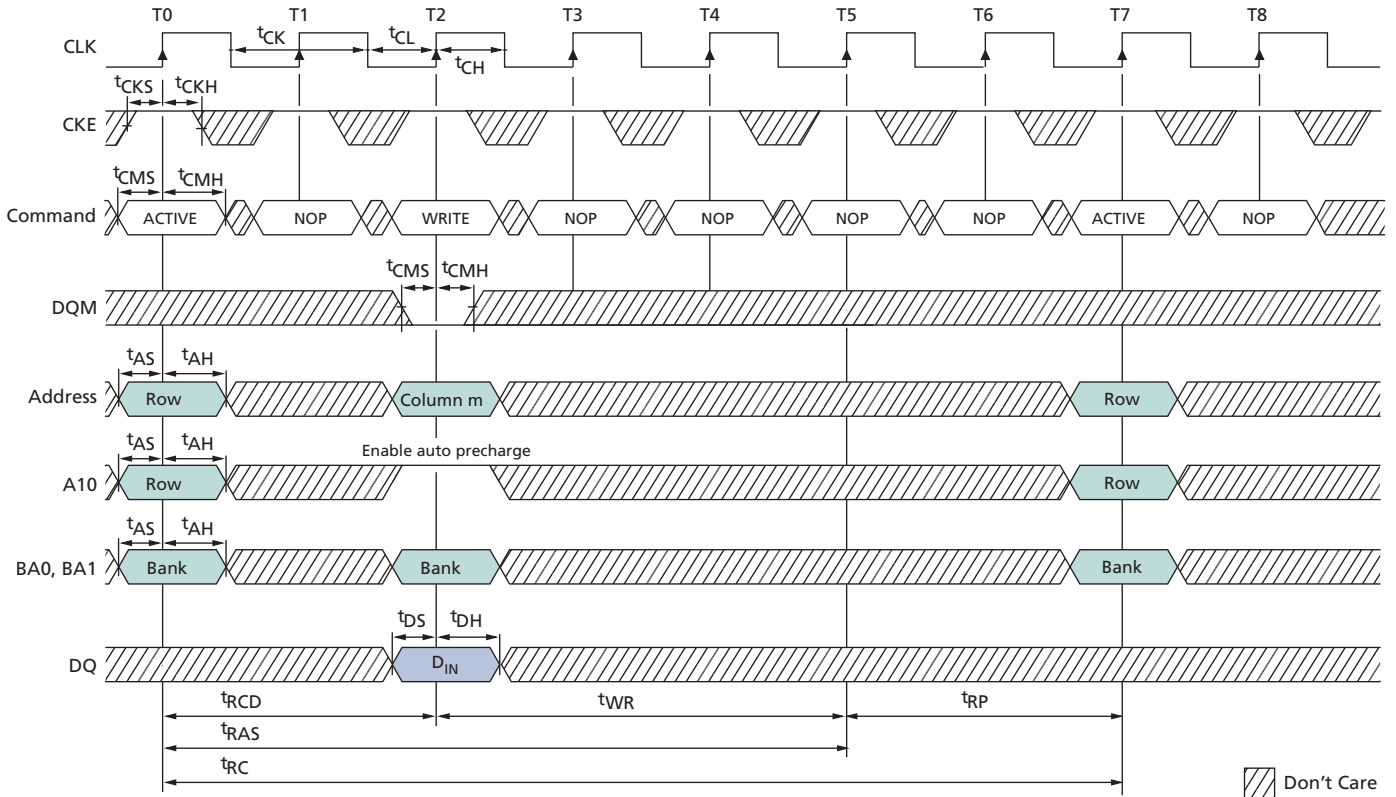 T0 T1 T2 T3 T4 T5 T6 T7 T8
CLK
tCK tCL
tCH
tCKS tCKH
CKE
tCMS tCMH
Command ACTIVE NOP WRITE NOP NOP NOP NOP ACTIVE NOP
tCMS tCMH
DQM
tAS tAH
Address Row Column m Row
tAS tAH Enable auto precharge
A10 Row Row
tAS tAH
BA0, BA1 Bank Bank Bank
tDS tDH
DQ DIN
tRCD tWR tRP
tRAS
tRC
Don't Care